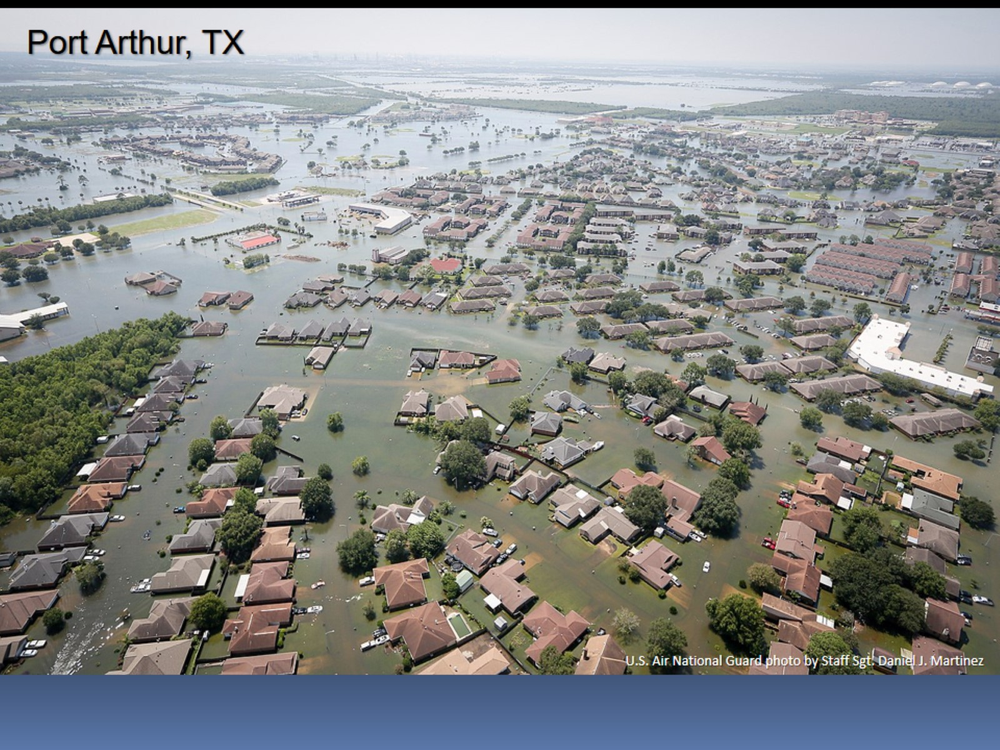 Port Arthur, TX
U.S. Air National Guard photo by Staff Sgt. Daniel J. Martinez